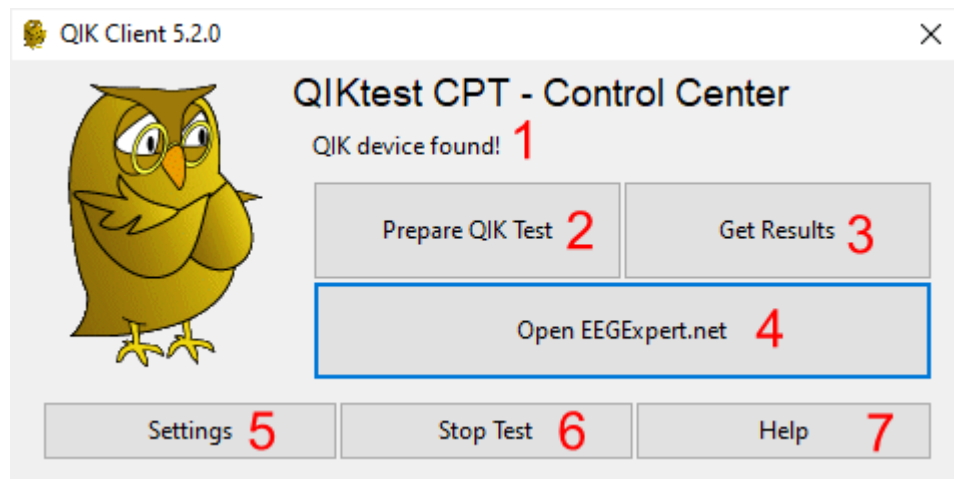 QIK Client 5.2.0
QIKtest CPT - Control Center
QIK device found! 1
Prepare QIK Test 2
Get Results 3
Open EEGExpert.net 4
Settings 5
Stop Test 6
Help 7